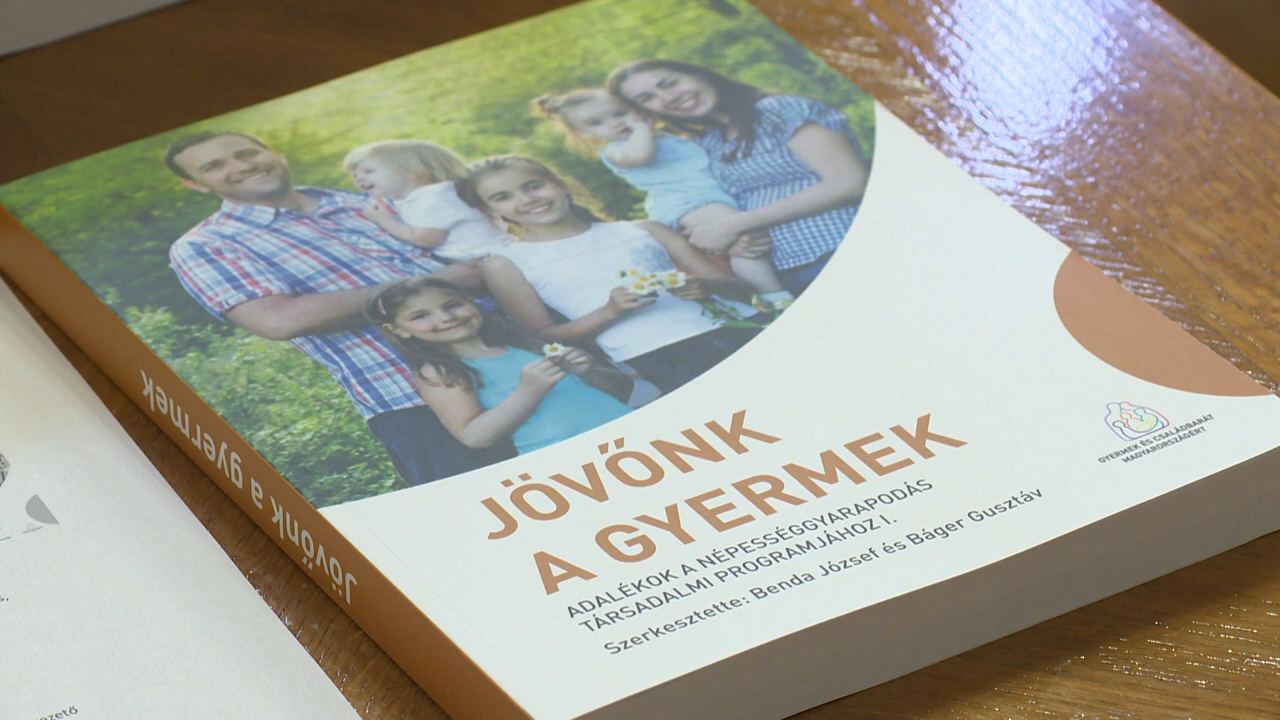 JÖVŐNK
A GYERMEK
ADALÉKOK A NÉPESSÉGGYARAPODÁS
TÁRSADALMI PROGRAMJÁHOZ I.
Szerkesztette: Benda József és Báger Gusztáv
GYERMEK ÉS CSALÁDBARÁT
MAGYARORSZÁGÉRT
Jövőnk a gyermek